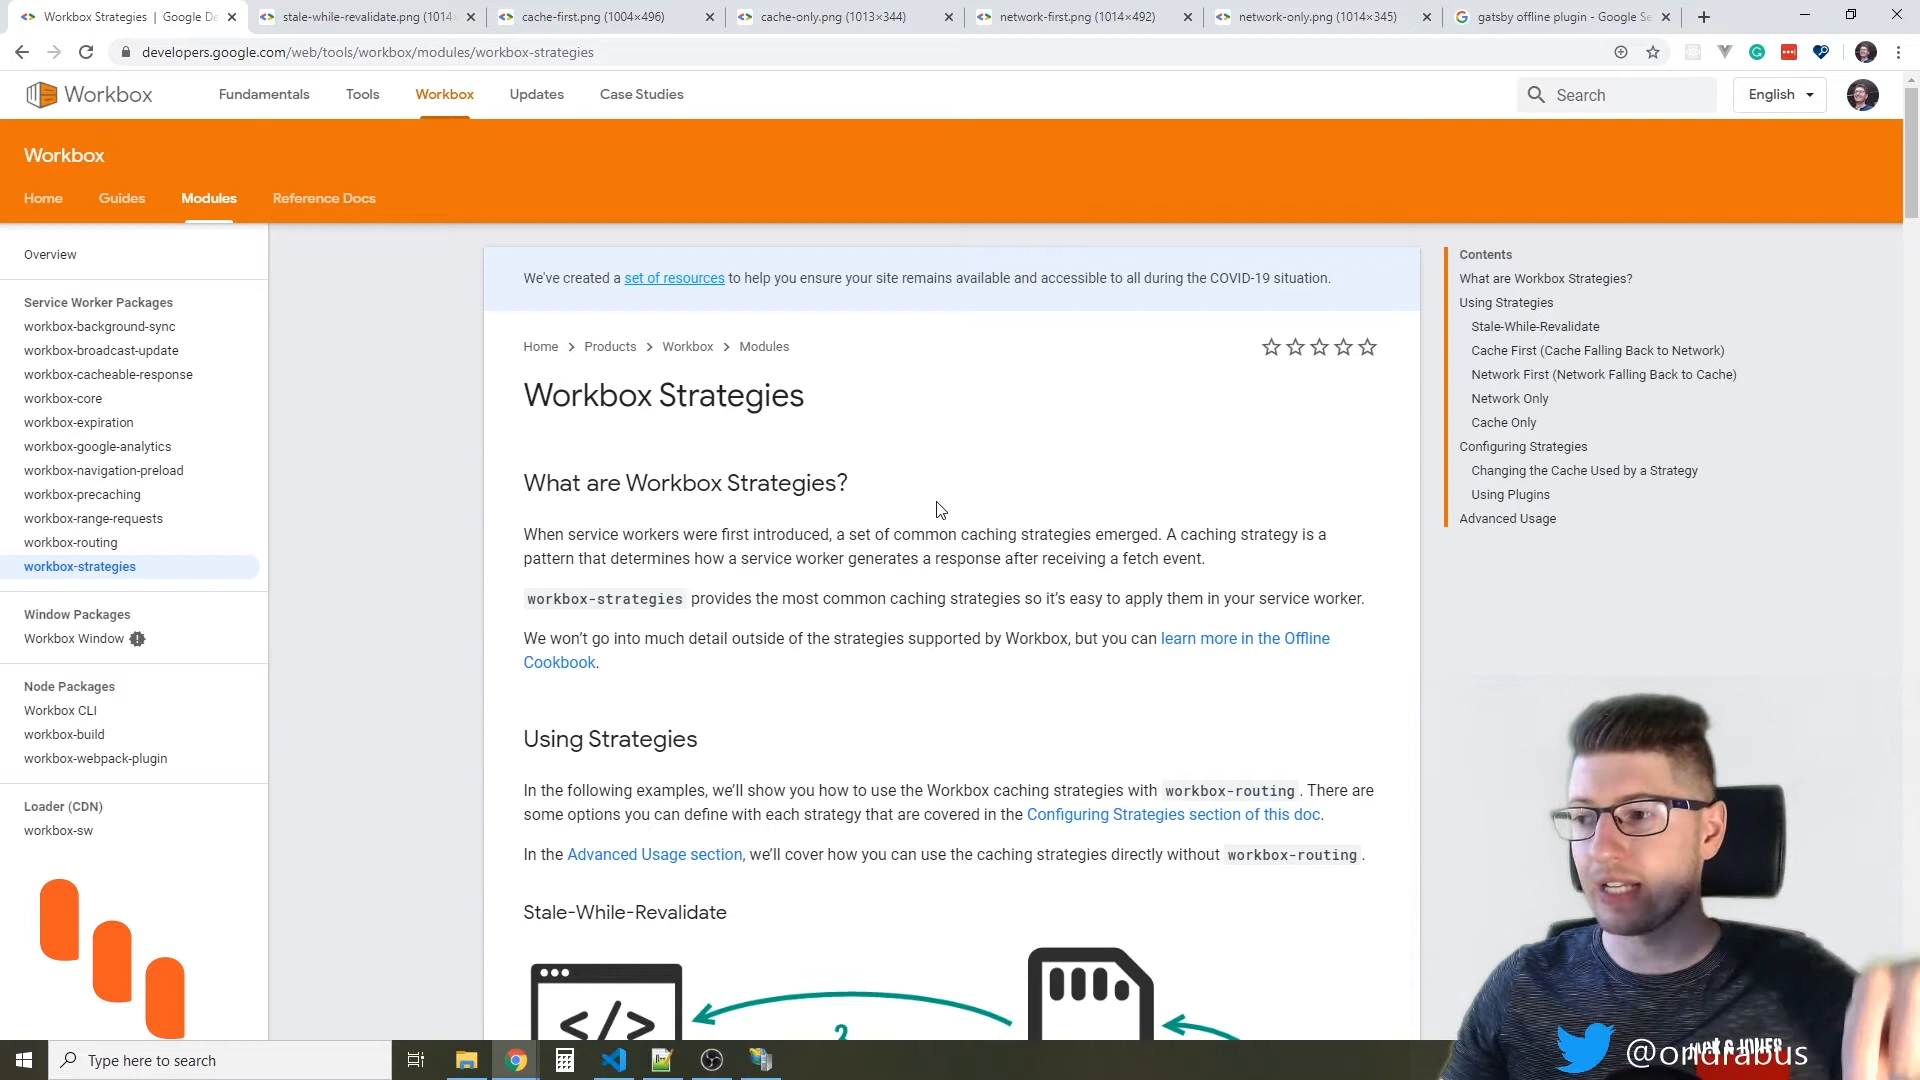 Workbox Strategies | Google De
stale-while-revalidate.png (1014×
cache-first.png (1004×496)
cache-only.png (1013×344)
network-first.png (1014×492)
network-only.png (1014×345)
gatsby offline plugin - Google Se
developers.google.com/web/tools/workbox/modules/workbox-strategies
Workbox
Fundamentals
Tools
Workbox
Updates
Case Studies
Search
English
Workbox
Home
Guides
Modules
Reference Docs
Overview
Service Worker Packages
workbox-background-sync
workbox-broadcast-update
workbox-cacheable-response
workbox-core
workbox-expiration
workbox-google-analytics
workbox-navigation-preload
workbox-precaching
workbox-range-requests
workbox-routing
workbox-strategies
Window Packages
Workbox Window
Node Packages
Workbox CLI
workbox-build
workbox-webpack-plugin
Loader (CDN)
workbox-sw
We've created a set of resources to help you ensure your site remains available and accessible to all during the COVID-19 situation.
Home > Products > Workbox > Modules
Workbox Strategies
What are Workbox Strategies?
When service workers were first introduced, a set of common caching strategies emerged. A caching strategy is a
pattern that determines how a service worker generates a response after receiving a fetch event.
workbox-strategies provides the most common caching strategies so it's easy to apply them in your service worker.
We won't go into much detail outside of the strategies supported by Workbox, but you can learn more in the Offline
Cookbook.
Using Strategies
In the following examples, we'll show you how to use the Workbox caching strategies with workbox-routing. There are
some options you can define with each strategy that are covered in the Configuring Strategies section of this doc.
In the Advanced Usage section, we'll cover how you can use the caching strategies directly without workbox-routing.
Stale-While-Revalidate
</>
2
Contents
What are Workbox Strategies?
Using Strategies
Stale-While-Revalidate
Cache First (Cache Falling Back to Network)
Network First (Network Falling Back to Cache)
Network Only
Cache Only
Configuring Strategies
Changing the Cache Used by a Strategy
Using Plugins
Advanced Usage
@ondrabus
Type here to search